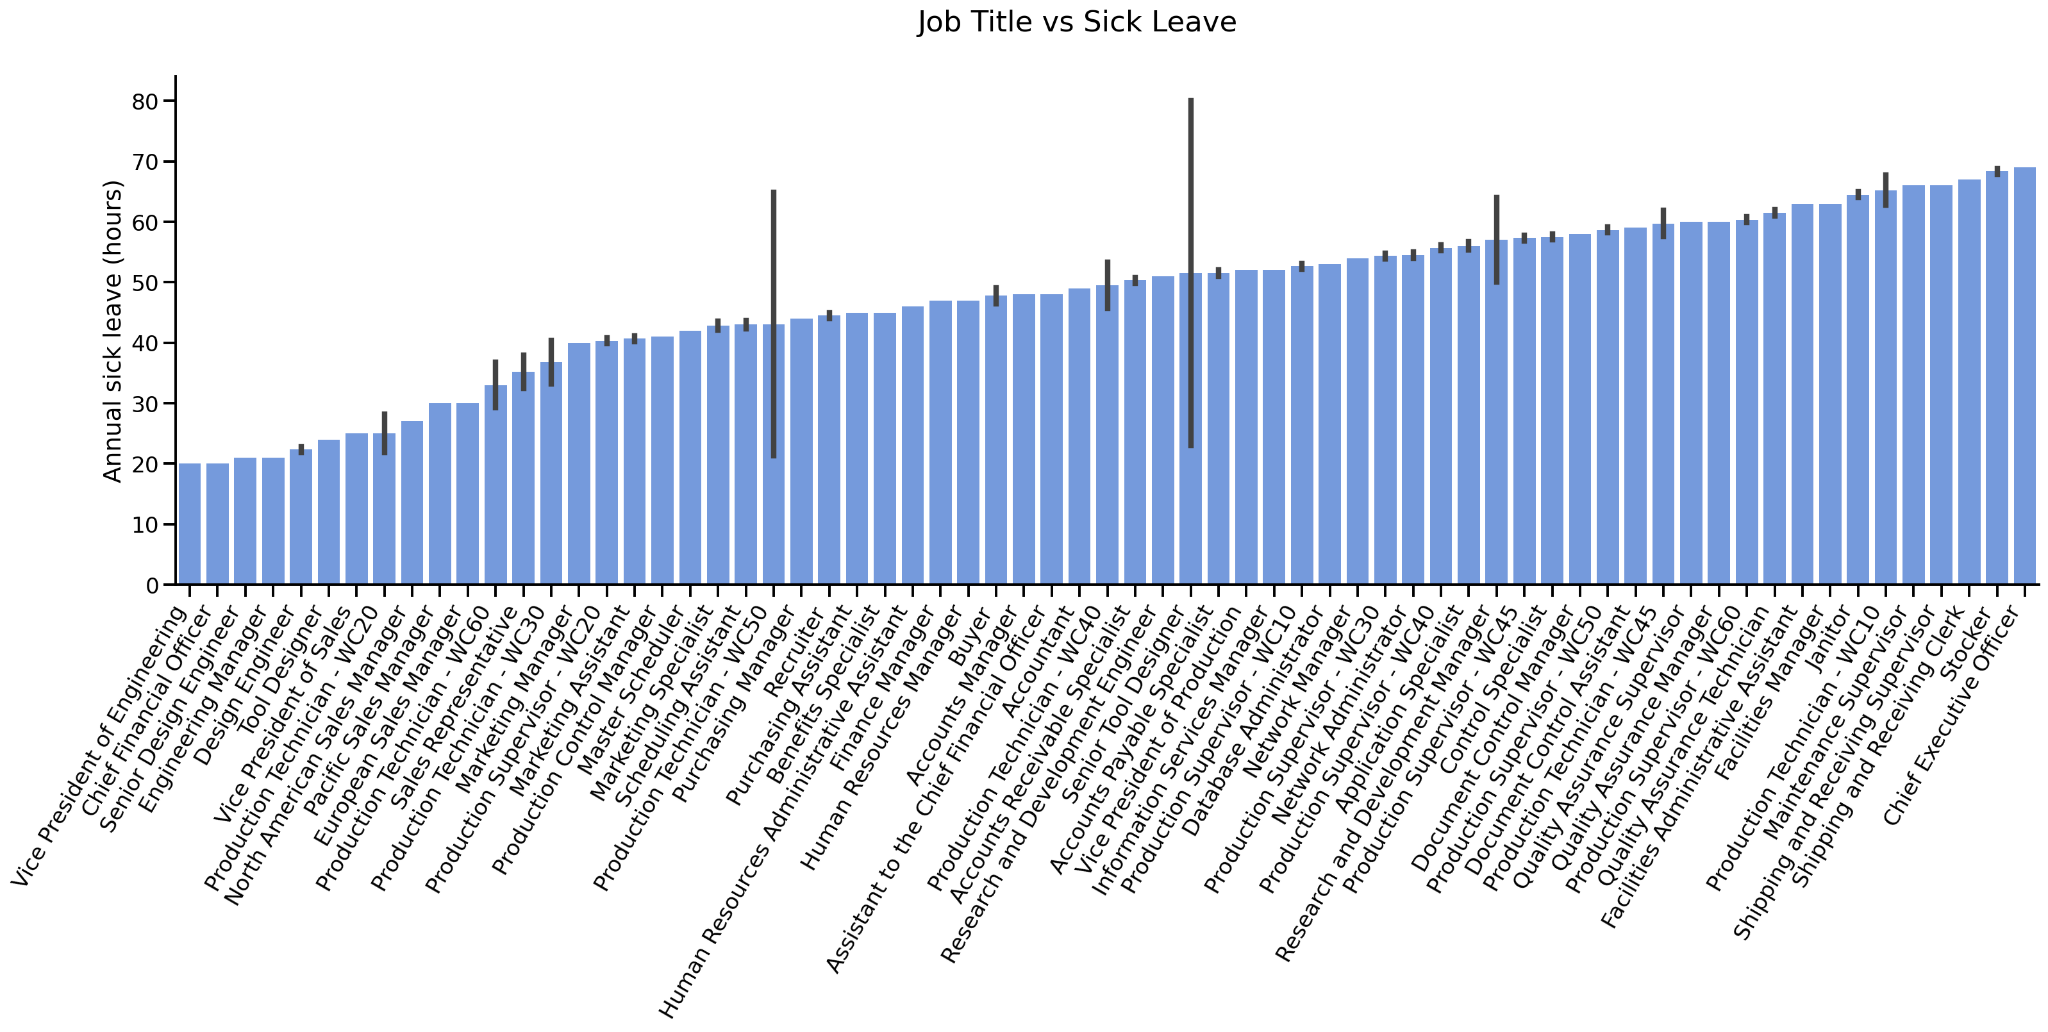 Job Title vs Sick Leave
Annual sick leave (hours)
80
70
60
50
40
30
20
10
0
Vice President of Engineering
Chief Financial Officer
Senior Design Engineer
Engineering Manager
Design Engineer
Tool Designer
Vice President of Sales
Production Technician - WC20
North American Sales Manager
Pacific Sales Manager
European Sales Manager
Production Technician - WC60
Sales Representative
Production Technician - WC30
Marketing Manager
Production Supervisor - WC20
Marketing Assistant
Production Control Manager
Master Scheduler
Marketing Specialist
Scheduling Assistant
Production Technician - WC50
Purchasing Manager
Recruiter
Purchasing Assistant
Benefits Specialist
Human Resources Administrative Assistant
Finance Manager
Human Resources Manager
Buyer
Accounts Manager
Assistant to the Chief Financial Officer
Accountant
Production Technician - WC40
Accounts Receivable Specialist
Research and Development Engineer
Senior Tool Designer
Accounts Payable Specialist
Vice President of Production
Information Services Manager
Production Supervisor - WC10
Database Administrator
Network Manager
Production Supervisor - WC30
Network Administrator
Production Supervisor - WC40
Application Specialist
Research and Development Manager
Production Supervisor - WC45
Control Specialist
Document Control Manager
Production Supervisor - WC50
Document Control Assistant
Production Technician - WC45
Quality Assurance Supervisor
Quality Assurance Manager
Production Supervisor - WC60
Quality Assurance Technician
Facilities Administrative Assistant
Facilities Manager
Janitor
Production Technician - WC10
Maintenance Supervisor
Shipping and Receiving Supervisor
Shipping and Receiving Clerk
Stocker
Chief Executive Officer